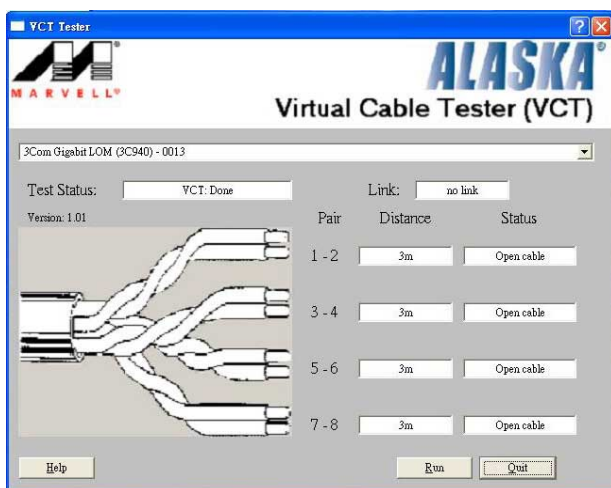 VCT Tester
MARVELL®
ALASKA®
Virtual Cable Tester (VCT)
3Com Gigabit LOM (3C940) - 0013
Test Status: VCT: Done Link: no link
Version: 1.01
Pair Distance Status
1 - 2 3m Open cable
3 - 4 3m Open cable
5 - 6 3m Open cable
7 - 8 3m Open cable
Help Run Quit